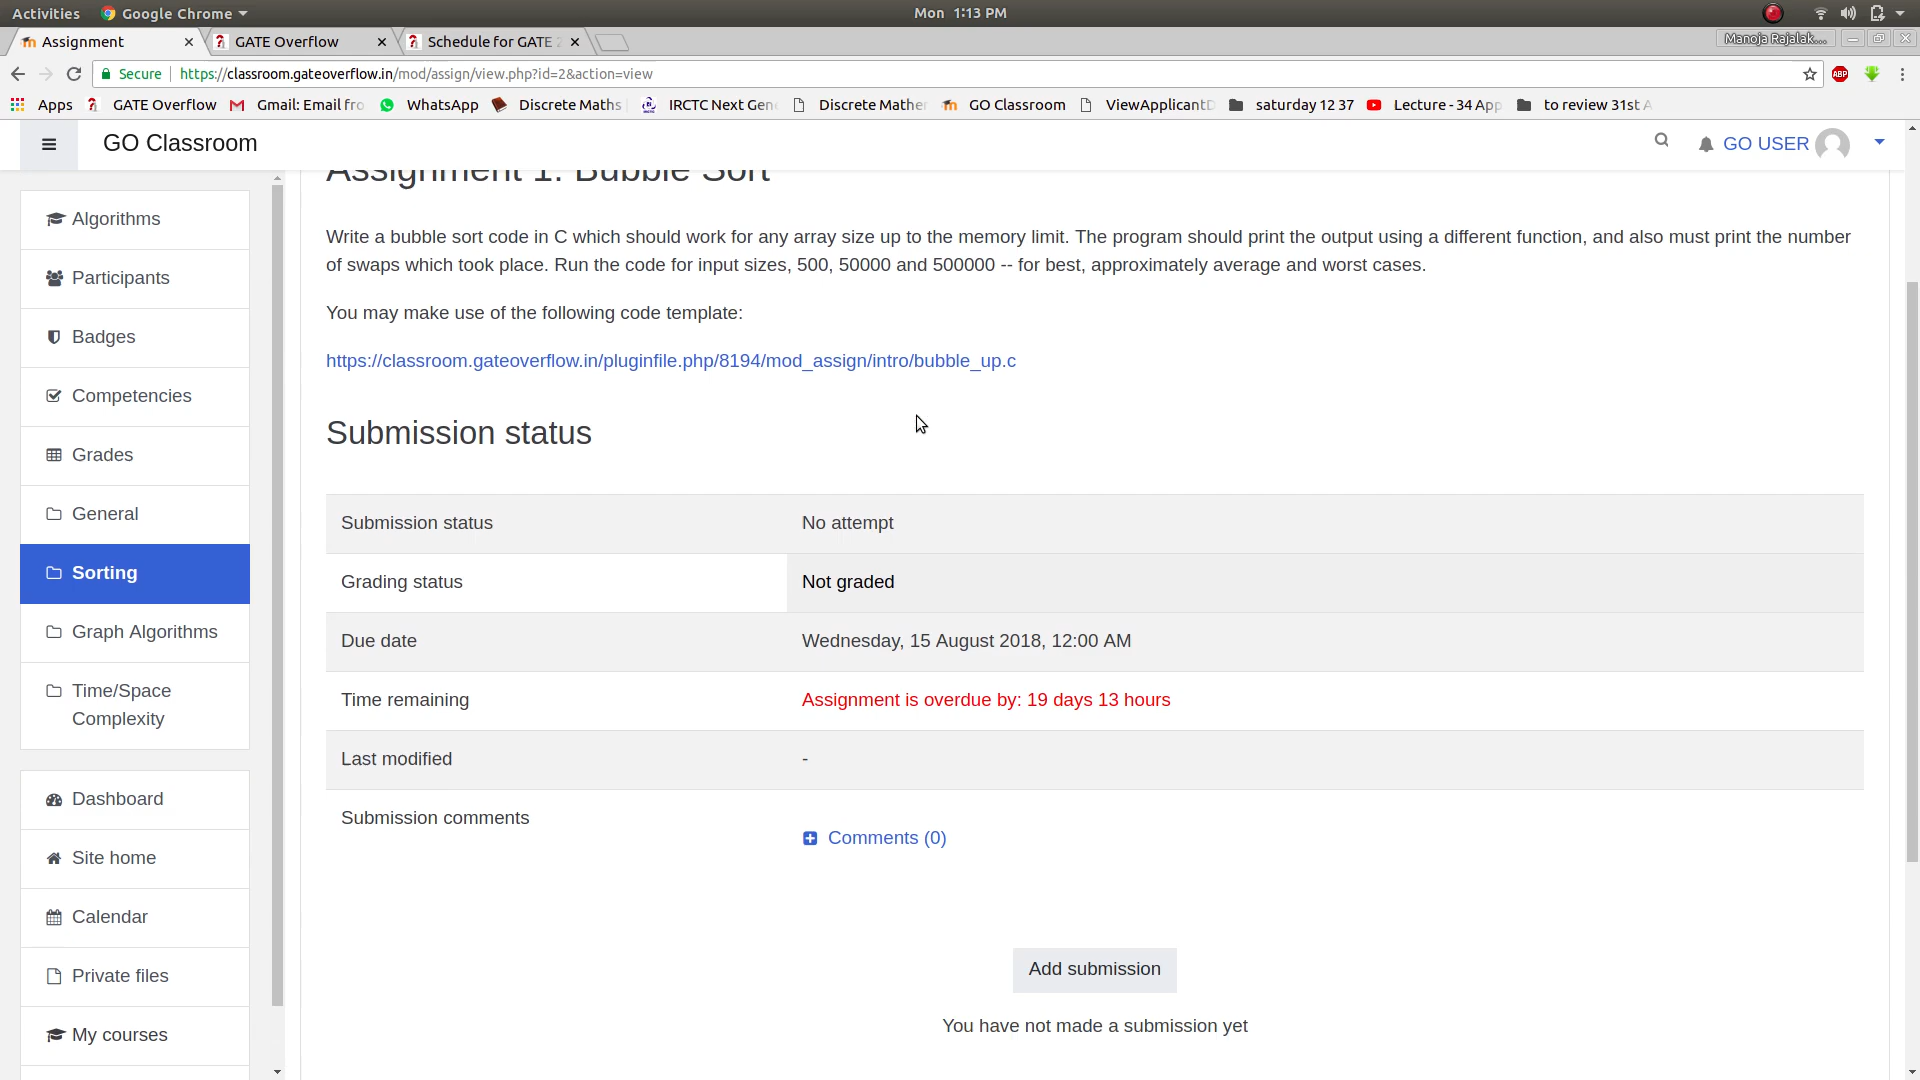 Activities Google Chrome Mon 1:13 PM
Assignment GATE Overflow Schedule for GATE Manoja Rajalak...
Secure https://classroom.gateoverflow.in/mod/assign/view.php?id=2&action=view ABP
Apps GATE Overflow Gmail: Email fro WhatsApp Discrete Maths IRCTC Next Gen Discrete Mather GO Classroom ViewApplicantD saturday 12 37 Lecture - 34 App to review 31st A
GO Classroom GO USER
Assignment 1: Bubble Sort
Algorithms
Participants
Badges
Competencies
Grades
General
Sorting
Graph Algorithms
Time/Space
Complexity
Dashboard
Site home
Calendar
Private files
My courses
Write a bubble sort code in C which should work for any array size up to the memory limit. The program should print the output using a different function, and also must print the number
of swaps which took place. Run the code for input sizes, 500, 50000 and 500000 -- for best, approximately average and worst cases.
You may make use of the following code template:
https://classroom.gateoverflow.in/pluginfile.php/8194/mod_assign/intro/bubble_up.c
Submission status
Submission status No attempt
Grading status Not graded
Due date Wednesday, 15 August 2018, 12:00 AM
Time remaining Assignment is overdue by: 19 days 13 hours
Last modified -
Submission comments
Comments (0)
Add submission
You have not made a submission yet